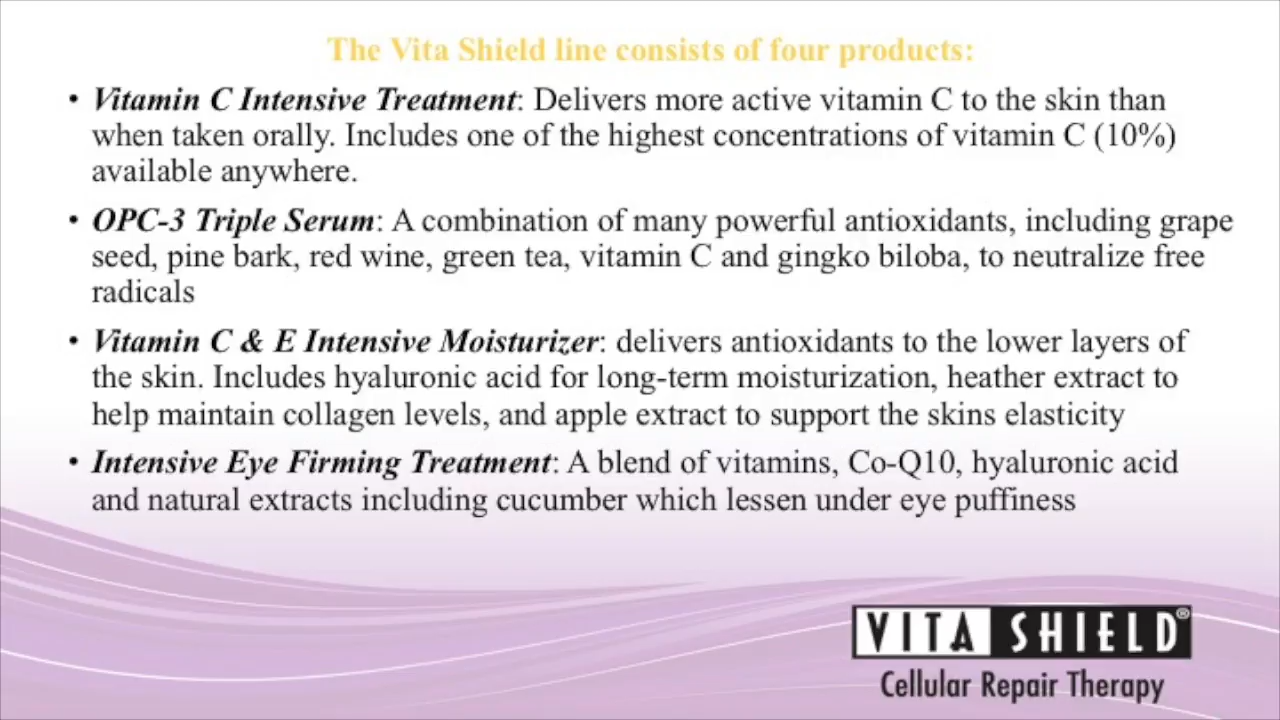 The Vita Shield line consists of four products:
• Vitamin C Intensive Treatment: Delivers more active vitamin C to the skin than
when taken orally. Includes one of the highest concentrations of vitamin C (10%)
available anywhere.
• OPC-3 Triple Serum: A combination of many powerful antioxidants, including grape
seed, pine bark, red wine, green tea, vitamin C and gingko biloba, to neutralize free
radicals
• Vitamin C & E Intensive Moisturizer: delivers antioxidants to the lower layers of
the skin. Includes hyaluronic acid for long-term moisturization, heather extract to
help maintain collagen levels, and apple extract to support the skins elasticity
• Intensive Eye Firming Treatment: A blend of vitamins, Co-Q10, hyaluronic acid
and natural extracts including cucumber which lessen under eye puffiness
VITA SHIELD®
Cellular Repair Therapy